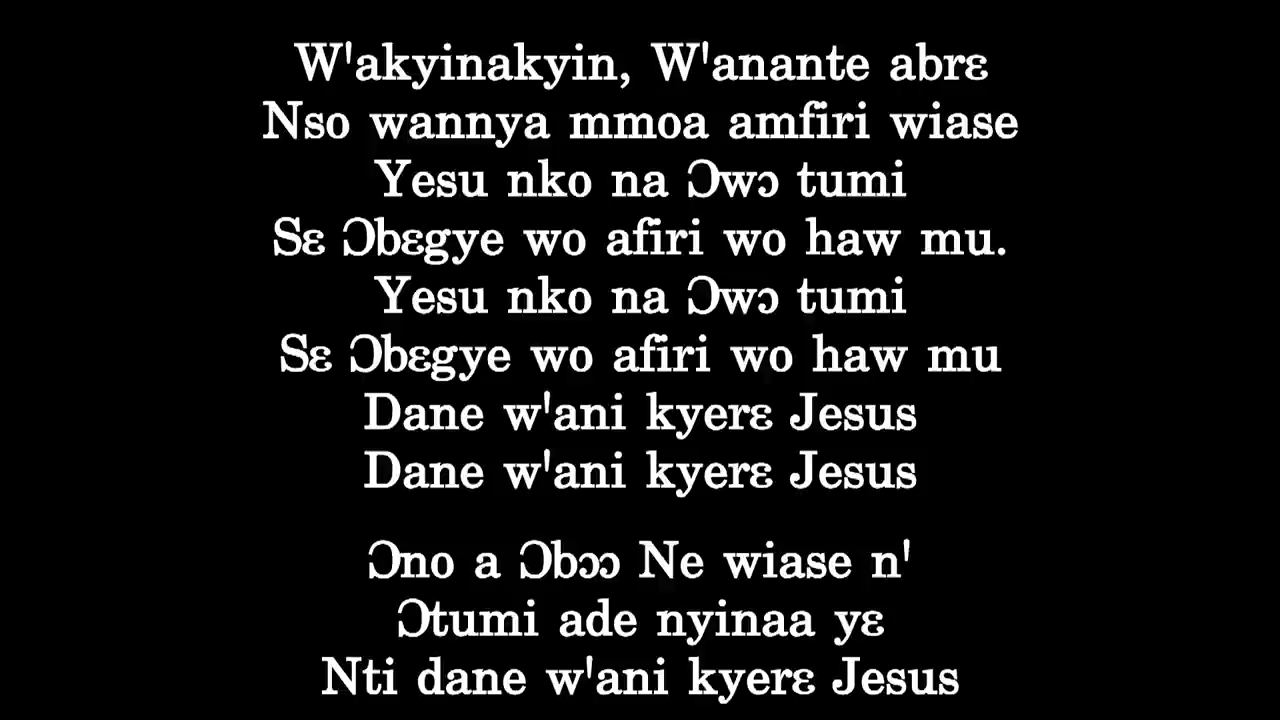 W'akyinakyin, W'anante abrɛ
Nso wannya mmoa amfiri wiase
Yesu nko na Ɔwɔ tumi
Sɛ Ɔbɛgye wo afiri wo haw mu.
Yesu nko na Ɔwɔ tumi
Sɛ Ɔbɛgye wo afiri wo haw mu
Dane w'ani kyerɛ Jesus
Dane w'ani kyerɛ Jesus
Ɔno a Ɔbɔɔ Ne wiase n'
Ɔtumi ade nyinaa yɛ
Nti dane w'ani kyerɛ Jesus